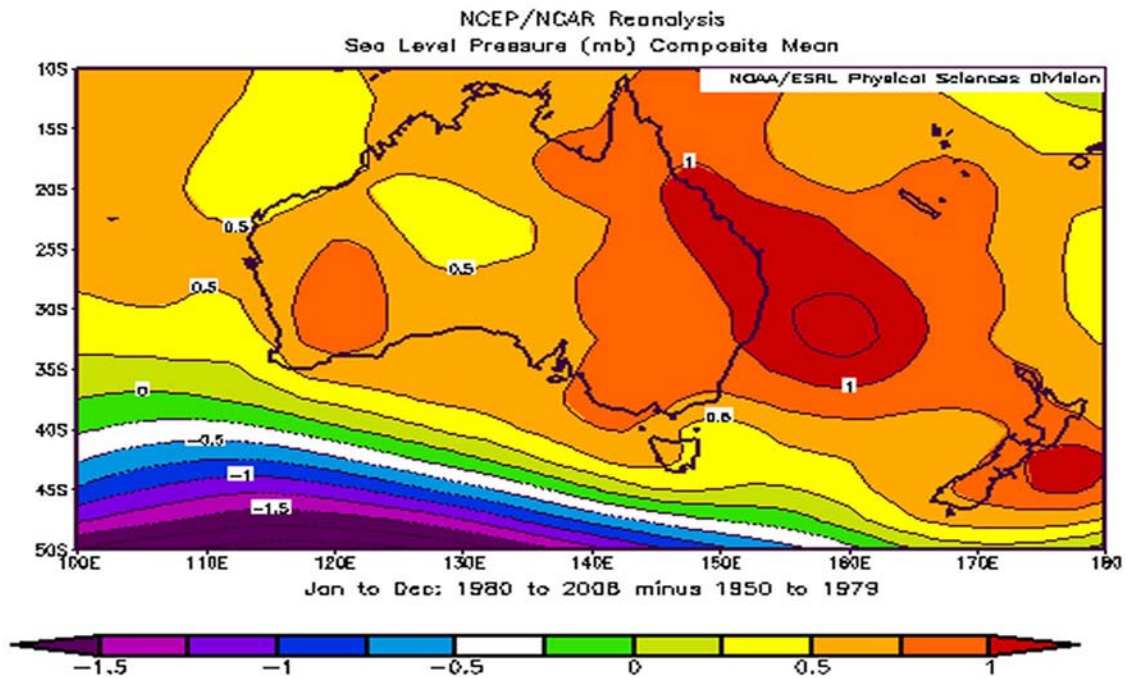 NCEP/NCAR Reanalysis
Sea Level Pressure (mb) Composite Mean
NOAA/ESRL Physical Sciences Division
10S
15S
20S
25S
30S
35S
40S
45S
50S
1
0.5
0.5
0.5
1
0
0.5
-0.5
-1
-1.5
100E 110E 120E 130E 140E 150E 160E 170E 180
Jan to Dec: 1980 to 2008 minus 1950 to 1979
-1.5 -1 -0.5 0 0.5 1